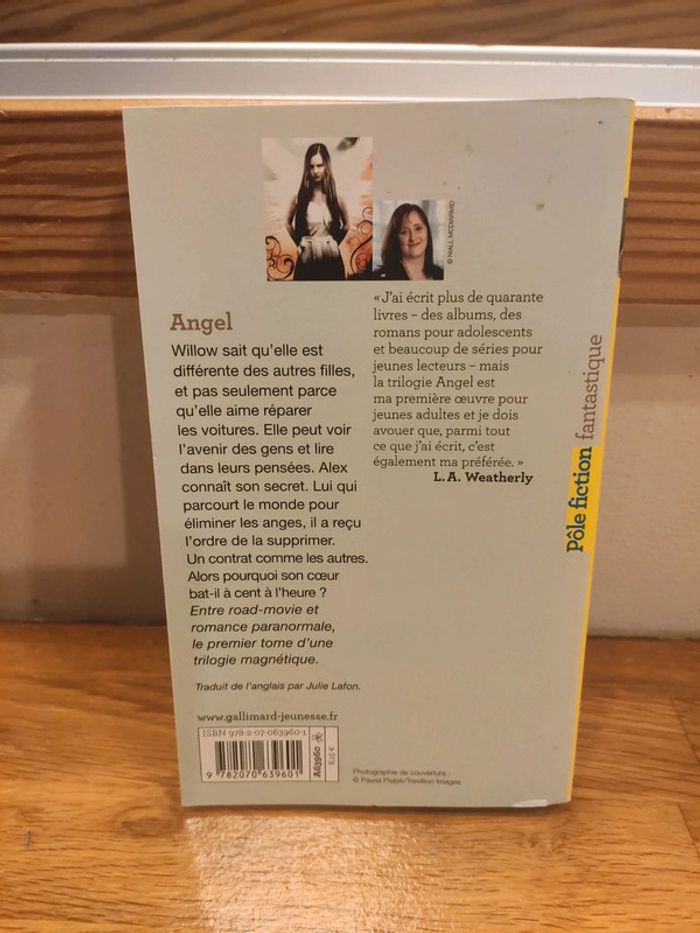 © NIALL MCDIARMID
Angel
Willow sait qu'elle est
différente des autres filles,
et pas seulement parce
qu'elle aime réparer
les voitures. Elle peut voir
l'avenir des gens et lire
dans leurs pensées. Alex
connaît son secret. Lui qui
parcourt le monde pour
éliminer les anges, il a reçu
l'ordre de la supprimer.
Un contrat comme les autres.
Alors pourquoi son cœur
bat-il à cent à l'heure ?
Entre road-movie et
romance paranormale,
le premier tome d'une
trilogie magnétique.
Traduit de l'anglais par Julie Lafon.
« J'ai écrit plus de quarante
livres – des albums, des
romans pour adolescents
et beaucoup de séries pour
jeunes lecteurs – mais
la trilogie Angel est
ma première œuvre pour
jeunes adultes et je dois
avouer que, parmi tout
ce que j'ai écrit, c'est
également ma préférée. »
L. A. Weatherly
Pôle fiction fantastique
www.gallimard-jeunesse.fr
ISBN 978-2-07-063960-1
9 782070 639601
A63960
Photographie de couverture :
© Pawel Piatek/Trevillion Images